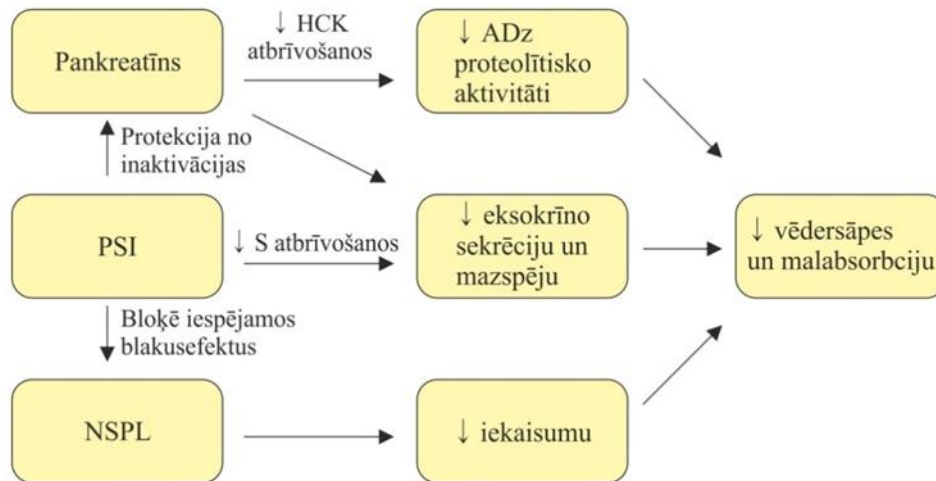 Pankreatīns
↓ HCK
atbrīvošanos
↓ ADz
proteolītisko
aktivitāti
Protekcija no
inaktivācijas
PSI
↓ S atbrīvošanos
↓ eksokrīno
sekrēciju un
mazspēju
↓ vēdersāpes
un malabsorbciju
Bloķē iespējamos
blakusefektus
NSPL
↓ iekaisumu